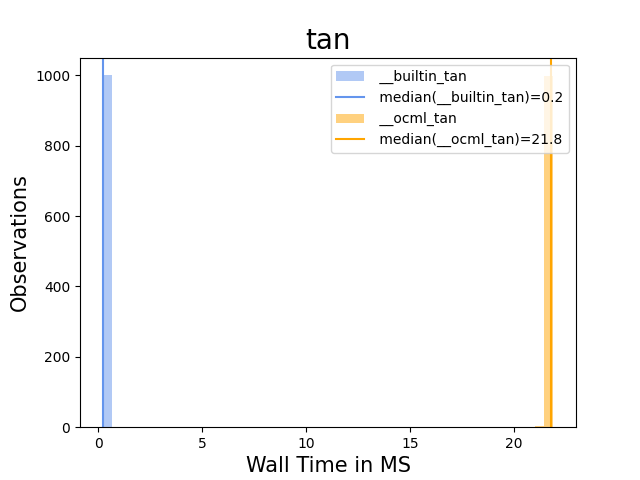 tan
1000
800
600
400
200
0
Observations
__builtin_tan
median(__builtin_tan)=0.2
__ocml_tan
median(__ocml_tan)=21.8
0 5 10 15 20
Wall Time in MS